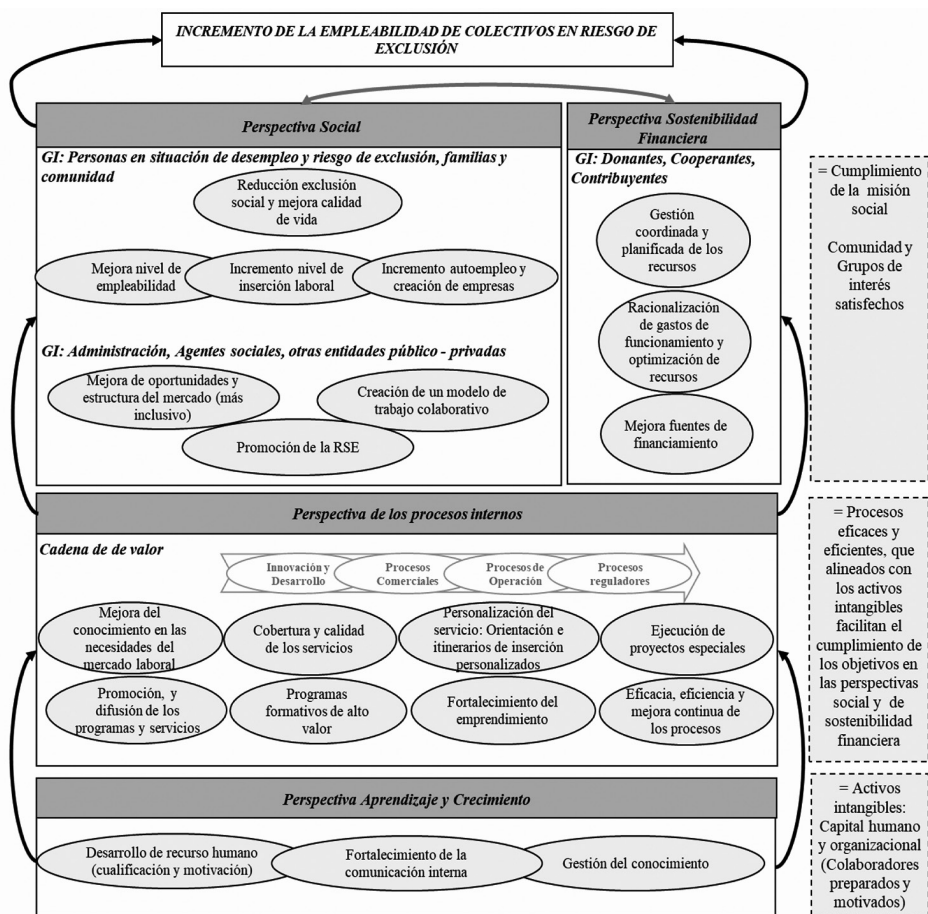 INCREMENTO DE LA EMPLEABILIDAD DE COLECTIVOS EN RIESGO DE
EXCLUSIÓN
Perspectiva Social
GI: Personas en situación de desempleo y riesgo de exclusión, familias y
comunidad
Reducción exclusión
social y mejora calidad
de vida
Mejora nivel de
empleabilidad
Incremento nivel de
inserción laboral
Incremento autoempleo y
creación de empresas
GI: Administración, Agentes sociales, otras entidades público - privadas
Mejora de oportunidades y
estructura del mercado (más
inclusivo)
Creación de un modelo de
trabajo colaborativo
Promoción de la RSE
Perspectiva Sostenibilidad
Financiera
GI: Donantes, Cooperantes,
Contribuyentes
Gestión
coordinada y
planificada de los
recursos
Racionalización
de gastos de
funcionamiento y
optimización de
recursos
Mejora fuentes de
financiamiento
= Cumplimiento
de la misión
social
Comunidad y
Grupos de
interés
satisfechos
Perspectiva de los procesos internos
Cadena de de valor
Innovación y
Desarrollo
Procesos
Comerciales
Procesos de
Operación
Procesos
reguladores
Mejora del
conocimiento en las
necesidades del
mercado laboral
Cobertura y calidad
de los servicios
Personalización del
servicio: Orientación e
itinerarios de inserción
personalizados
Ejecución de
proyectos especiales
Promoción, y
difusión de los
programas y servicios
Programas
formativos de alto
valor
Fortalecimiento del
emprendimiento
Eficacia, eficiencia y
mejora continua de
los procesos
= Procesos
eficaces y
eficientes, que
alineados con
los activos
intangibles
facilitan el
cumplimiento de
los objetivos en
las perspectivas
social y de
sostenibilidad
financiera
Perspectiva Aprendizaje y Crecimiento
Desarrollo de recurso humano
(cualificación y motivación)
Fortalecimiento de la
comunicación interna
Gestión del conocimiento
= Activos
intangibles:
Capital humano
y organizacional
(Colaboradores
preparados y
motivados)